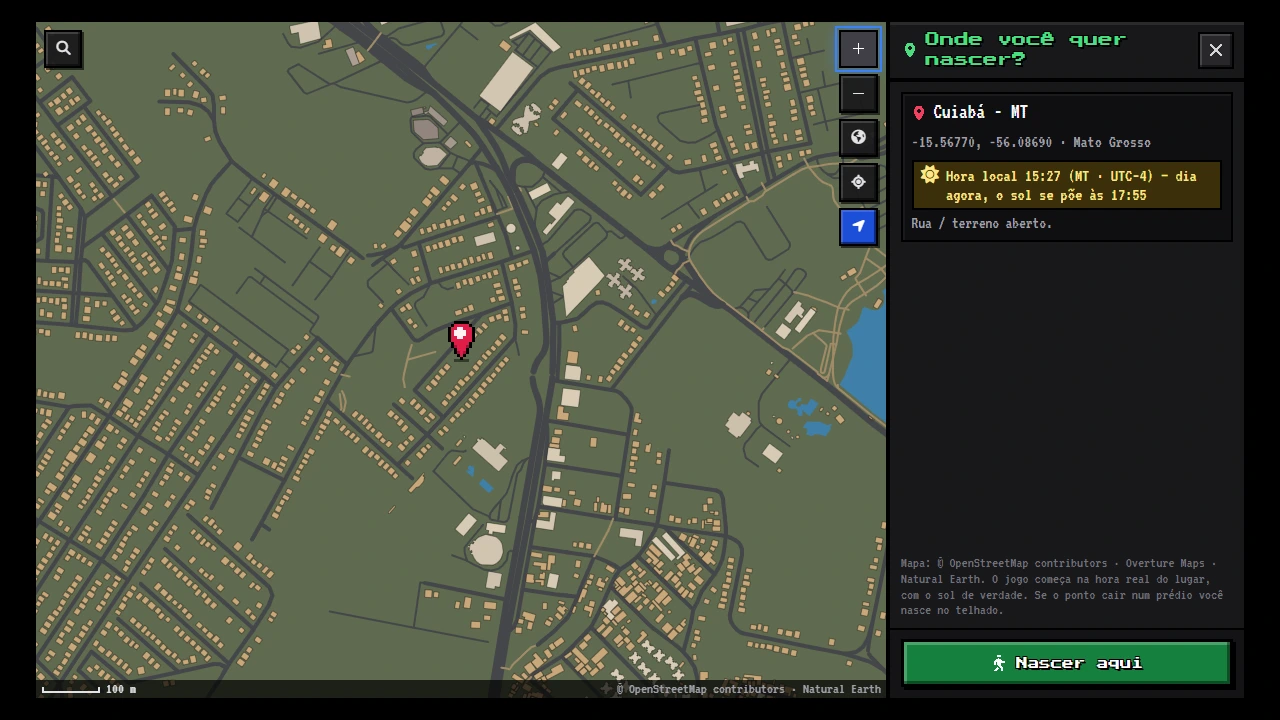 Onde você quer
nascer?
Cuiabá - MT
-15.56770, -56.08690 · Mato Grosso
Hora local 15:27 (MT · UTC-4) — dia
agora, o sol se põe às 17:55
Rua / terreno aberto.
Mapa: © OpenStreetMap contributors · Overture Maps ·
Natural Earth. O jogo começa na hora real do lugar,
com o sol de verdade. Se o ponto cair num prédio você
nasce no telhado.
Nascer aqui
100 m
© OpenStreetMap contributors · Natural Earth